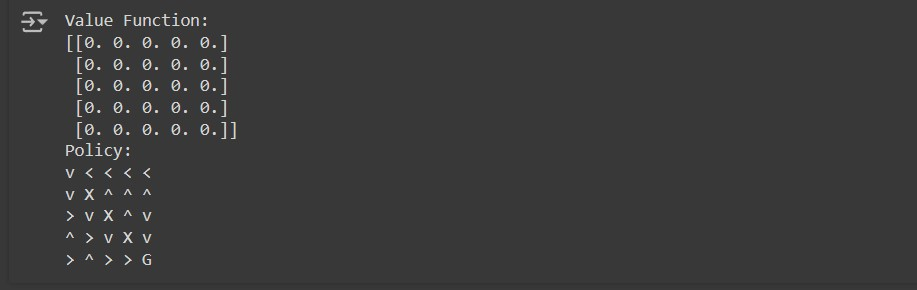 Value Function:
[[0. 0. 0. 0. 0.]
 [0. 0. 0. 0. 0.]
 [0. 0. 0. 0. 0.]
 [0. 0. 0. 0. 0.]
 [0. 0. 0. 0. 0.]]
Policy:
v < < < <
v X ^ ^ ^
> v X ^ v
^ > v X v
> ^ > > G